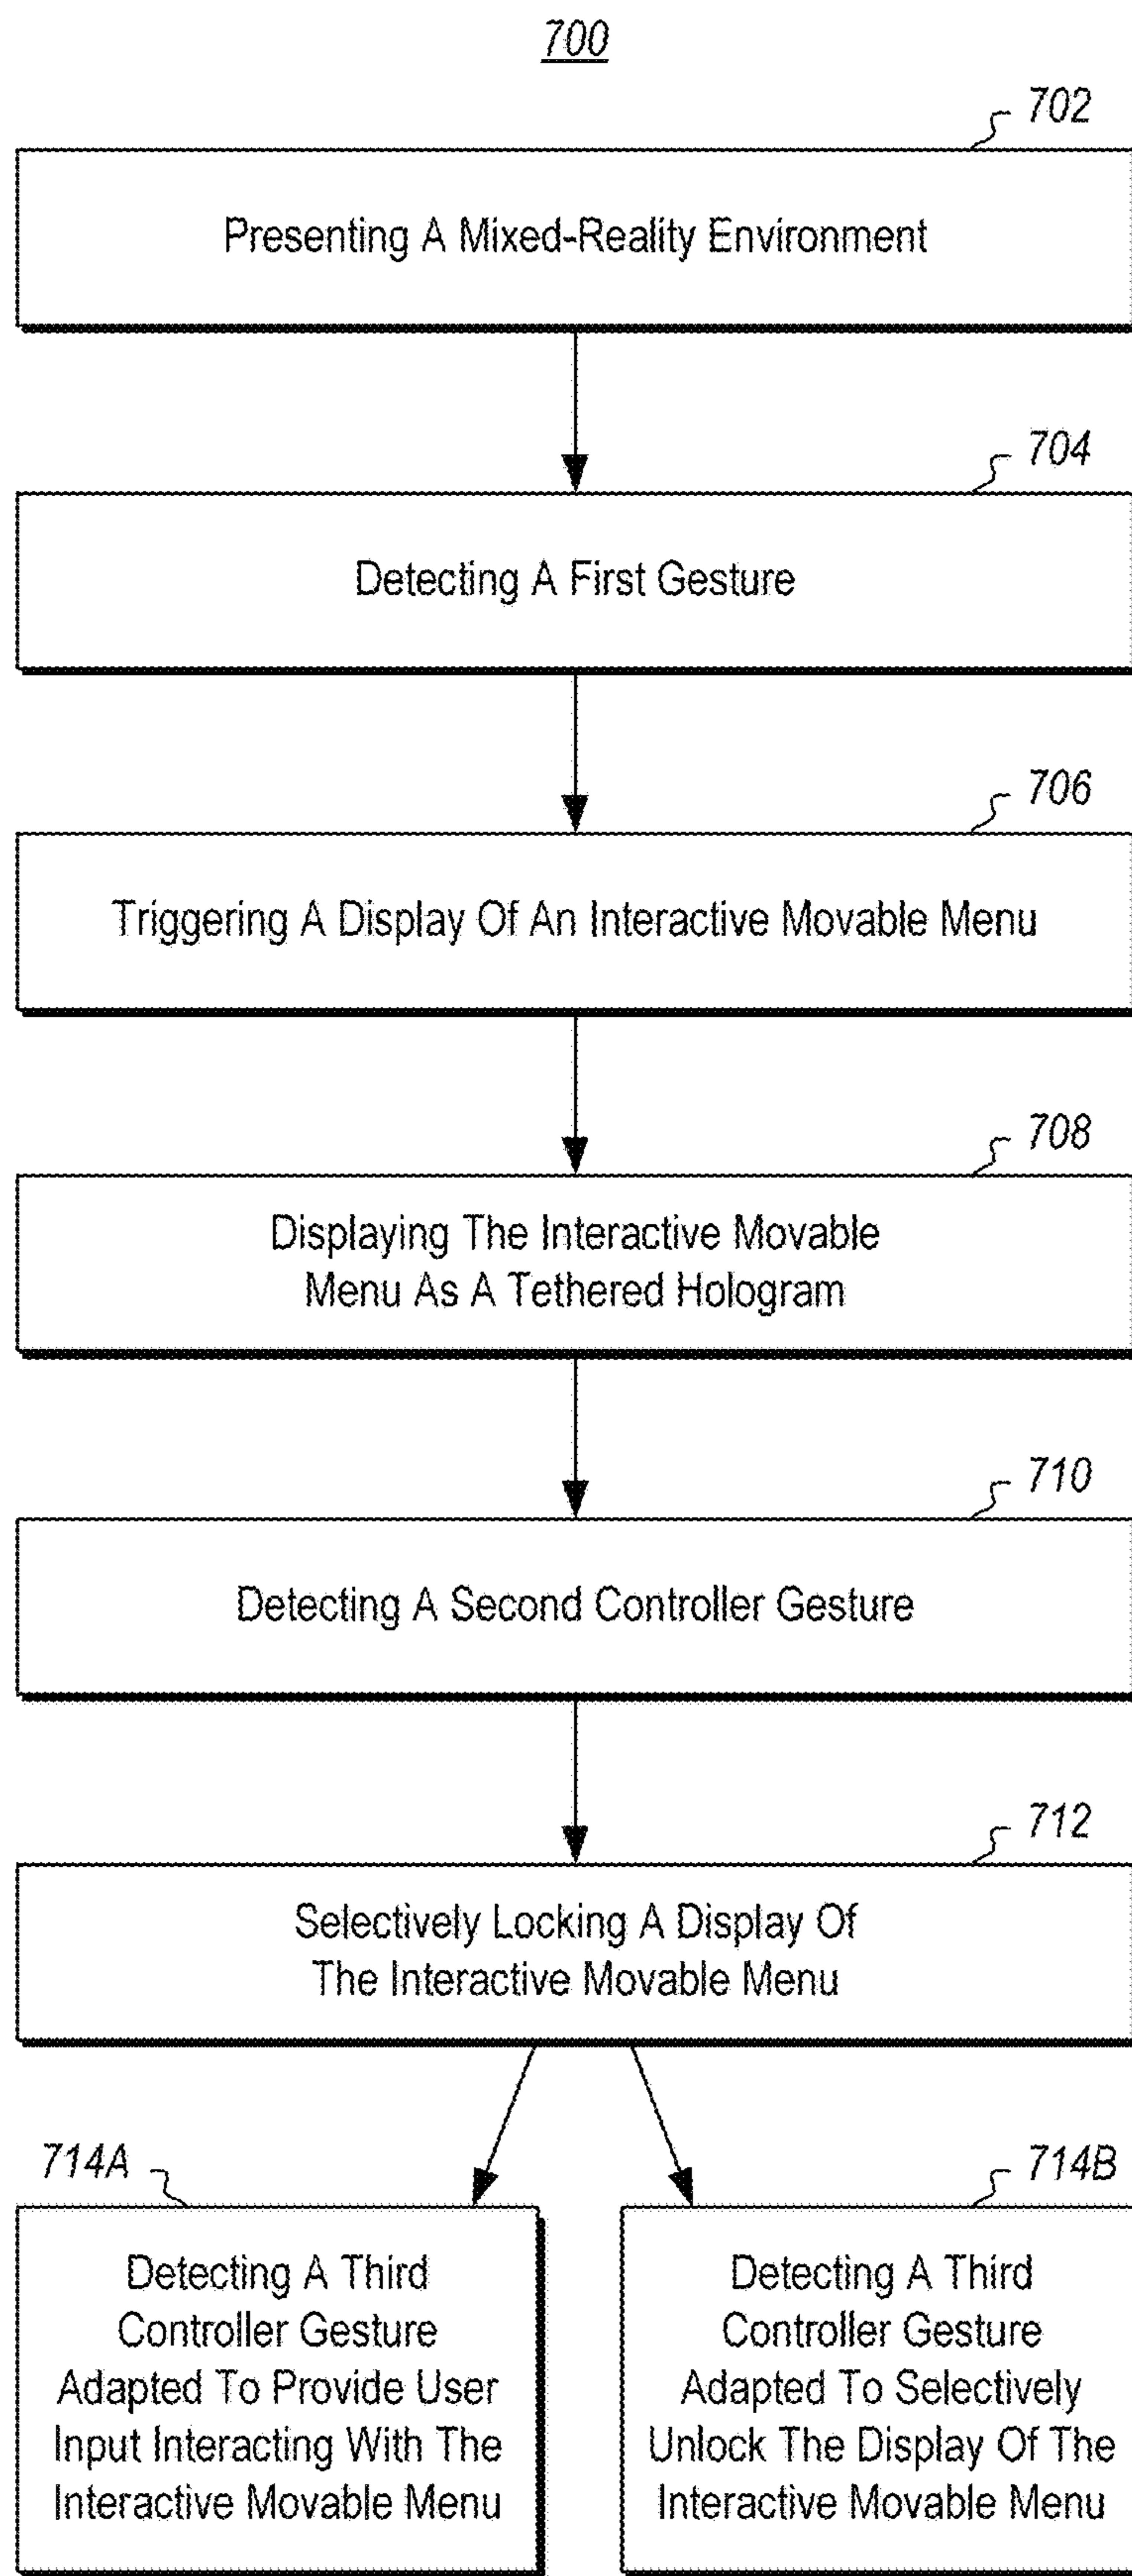 700
702
Presenting A Mixed-Reality Environment
704
Detecting A First Gesture
706
Triggering A Display Of An Interactive Movable Menu
708
Displaying The Interactive Movable
Menu As A Tethered Hologram
710
Detecting A Second Controller Gesture
712
Selectively Locking A Display Of
The Interactive Movable Menu
714A
Detecting A Third
Controller Gesture
Adapted To Provide User
Input Interacting With The
Interactive Movable Menu
714B
Detecting A Third
Controller Gesture
Adapted To Selectively
Unlock The Display Of The
Interactive Movable Menu